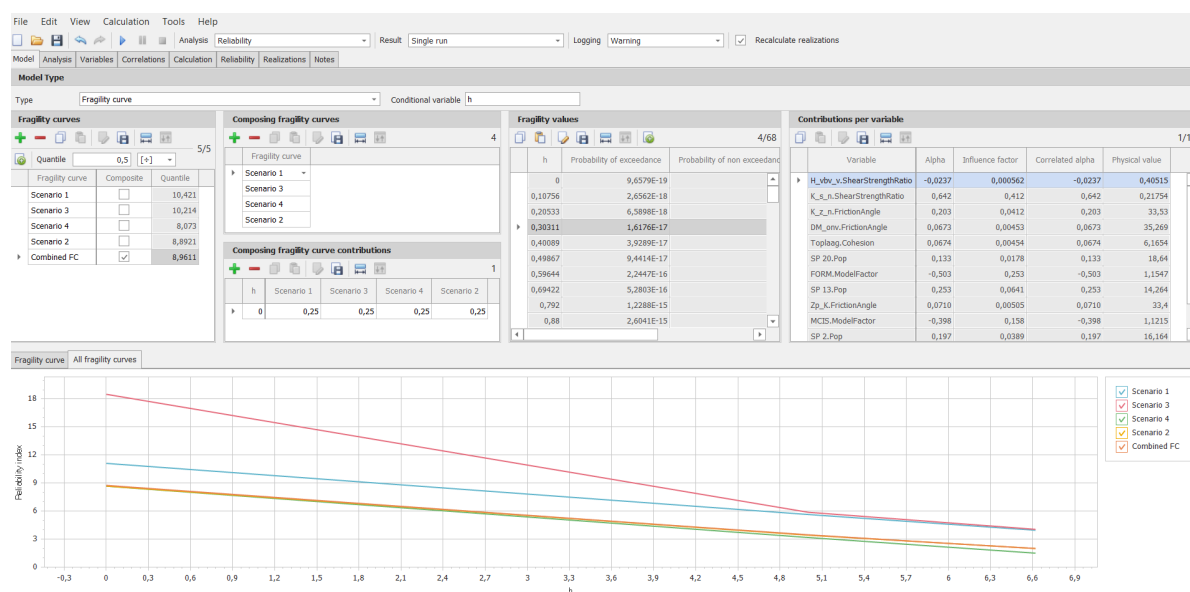 File Edit View Calculation Tools Help
Analysis Reliability Result Single run Logging Warning Recalculate realizations
Model Analysis Variables Correlations Calculation Reliability Realizations Notes
Model Type
Type Fragility curve Conditional variable h
Fragility curves
5/5
Quantile 0,5 [÷]
Fragility curve Composite Quantile
Scenario 1 10,421
Scenario 3 10,214
Scenario 4 8,073
Scenario 2 8,8921
Combined FC 8,9611
Composing fragility curves
4
Fragility curve
Scenario 1
Scenario 3
Scenario 4
Scenario 2
Composing fragility curve contributions
1
h Scenario 1 Scenario 3 Scenario 4 Scenario 2
0 0,25 0,25 0,25 0,25
Fragility values
4/68
h Probability of exceedance Probability of non exceedanc
0 9,6579E-19
0,10756 2,6562E-18
0,20533 6,5898E-18
0,30311 1,6176E-17
0,40089 3,9289E-17
0,49867 9,4414E-17
0,59644 2,2447E-16
0,69422 5,2803E-16
0,792 1,2288E-15
0,88 2,6041E-15
Contributions per variable
1/1
Variable Alpha Influence factor Correlated alpha Physical value
H_vbv_v.ShearStrengthRatio -0,0237 0,000562 -0,0237 0,40515
K_s_n.ShearStrengthRatio 0,642 0,412 0,642 0,21754
K_z_n.FrictionAngle 0,203 0,0412 0,203 33,53
DM_onv.FrictionAngle 0,0673 0,00453 0,0673 35,269
Toplaag.Cohesion 0,0674 0,00454 0,0674 6,1654
SP 20.Pop 0,133 0,0178 0,133 18,64
FORM.ModelFactor -0,503 0,253 -0,503 1,1547
SP 13.Pop 0,253 0,0641 0,253 14,264
Zp_K.FrictionAngle 0,0710 0,00505 0,0710 33,4
MCIS.ModelFactor -0,398 0,158 -0,398 1,1215
SP 2.Pop 0,197 0,0389 0,197 16,164
Fragility curve All fragility curves
Reliability index
18
15
12
9
6
3
0
-0,3 0 0,3 0,6 0,9 1,2 1,5 1,8 2,1 2,4 2,7 3 3,3 3,6 3,9 4,2 4,5 4,8 5,1 5,4 5,7 6 6,3 6,6 6,9
h
Scenario 1
Scenario 3
Scenario 4
Scenario 2
Combined FC